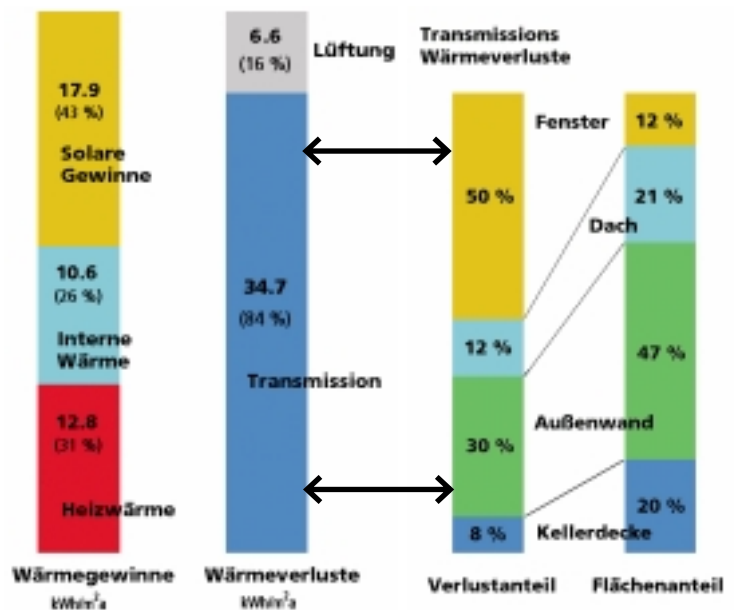 17.9
(43 %)
Solare
Gewinne
10.6
(26 %)
Interne
Wärme
12.8
(31 %)
Heizwärme
Wärmegewinne
kWh/m²a
6.6
(16 %)
Lüftung
34.7
(84 %)
Transmission
Wärmeverluste
kWh/m²a
Transmissions
Wärmeverluste
50 %
12 %
30 %
8 %
Verlustanteil
Fenster
Dach
Außenwand
Kellerdecke
12 %
21 %
47 %
20 %
Flächenanteil